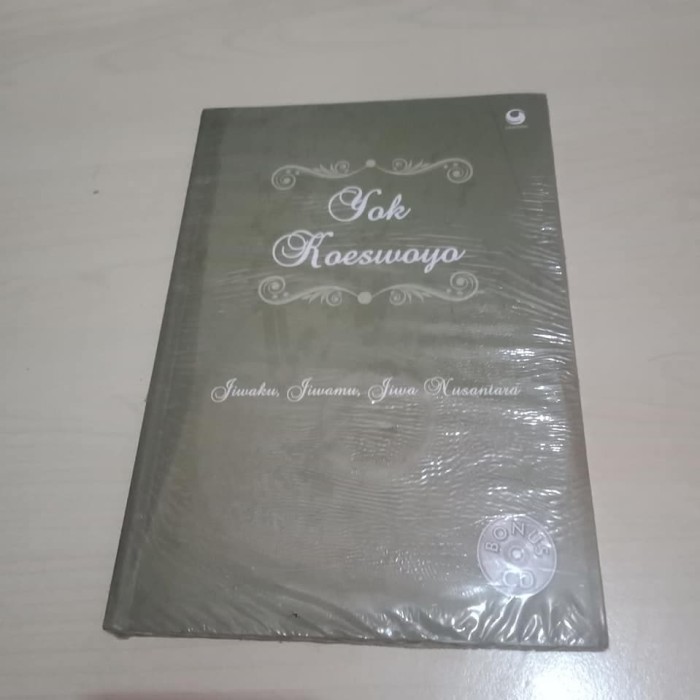 Yok
Koeswoyo
Jiwaku, Jiwamu, Jiwa Nusantara
BONUS
CD